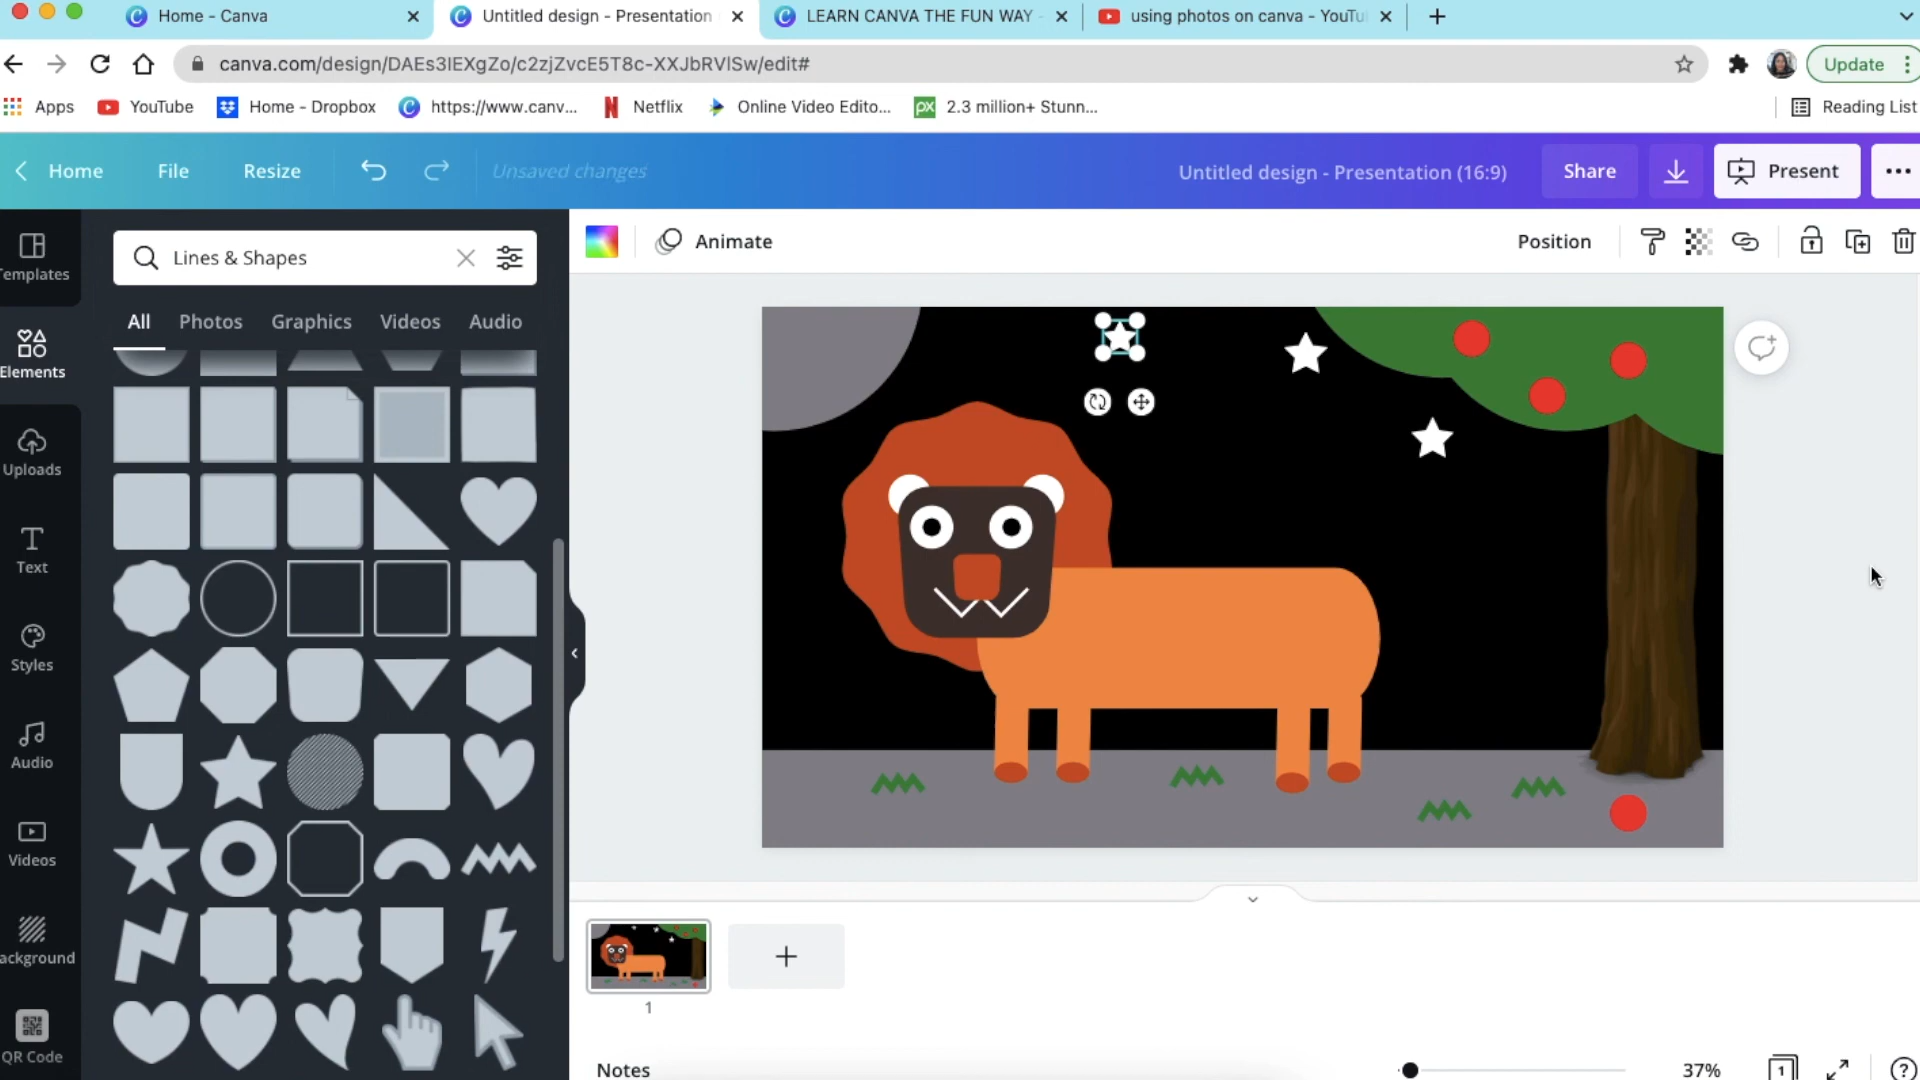 Home - Canva
Untitled design - Presentation
LEARN CANVA THE FUN WAY -
using photos on canva - YouTu
canva.com/design/DAEs3IEXgZo/c2zjZvcE5T8c-XXJbRVlSw/edit#
Update
Apps
YouTube
Home - Dropbox
https://www.canv...
Netflix
Online Video Edito...
px
2.3 million+ Stunn...
Reading List
Home
File
Resize
Unsaved changes
Untitled design - Presentation (16:9)
Share
Present
Lines & Shapes
Animate
Position
All
Photos
Graphics
Videos
Audio
Templates
Elements
Uploads
Text
Styles
Audio
Videos
ackground
QR Code
1
Notes
37%
1
?